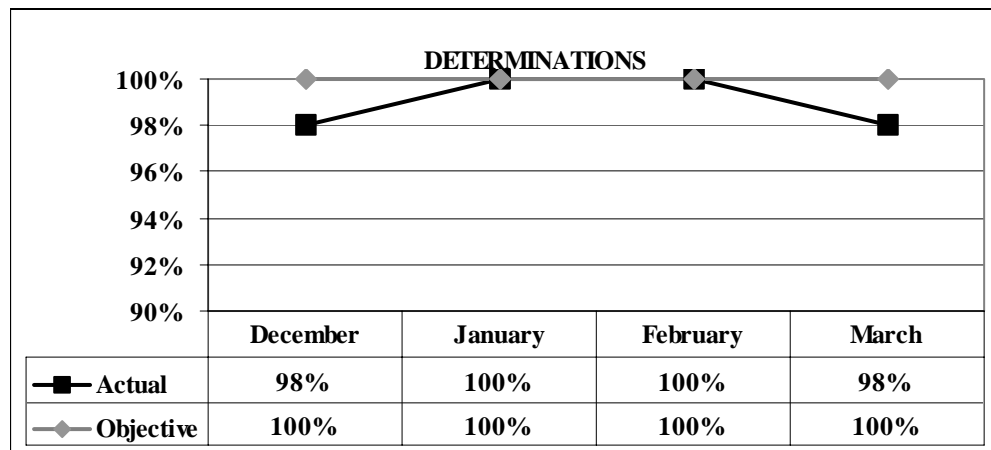 DETERMINATIONS
100%
98%
96%
94%
92%
90%
December January February March
Actual 98% 100% 100% 98%
Objective 100% 100% 100% 100%